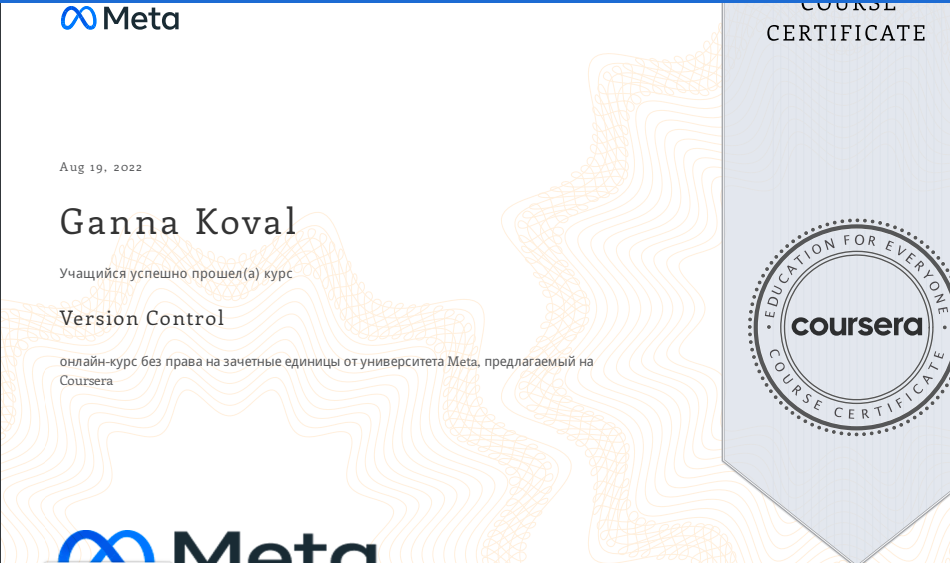 Meta
COURSE
CERTIFICATE
Aug 19, 2022
Ganna Koval
Учащийся успешно прошел(а) курс
Version Control
онлайн-курс без права на зачетные единицы от университета Meta, предлагаемый на
Coursera
EDUCATION FOR EVERYONE
coursera
COURSE CERTIFICATE
Meta